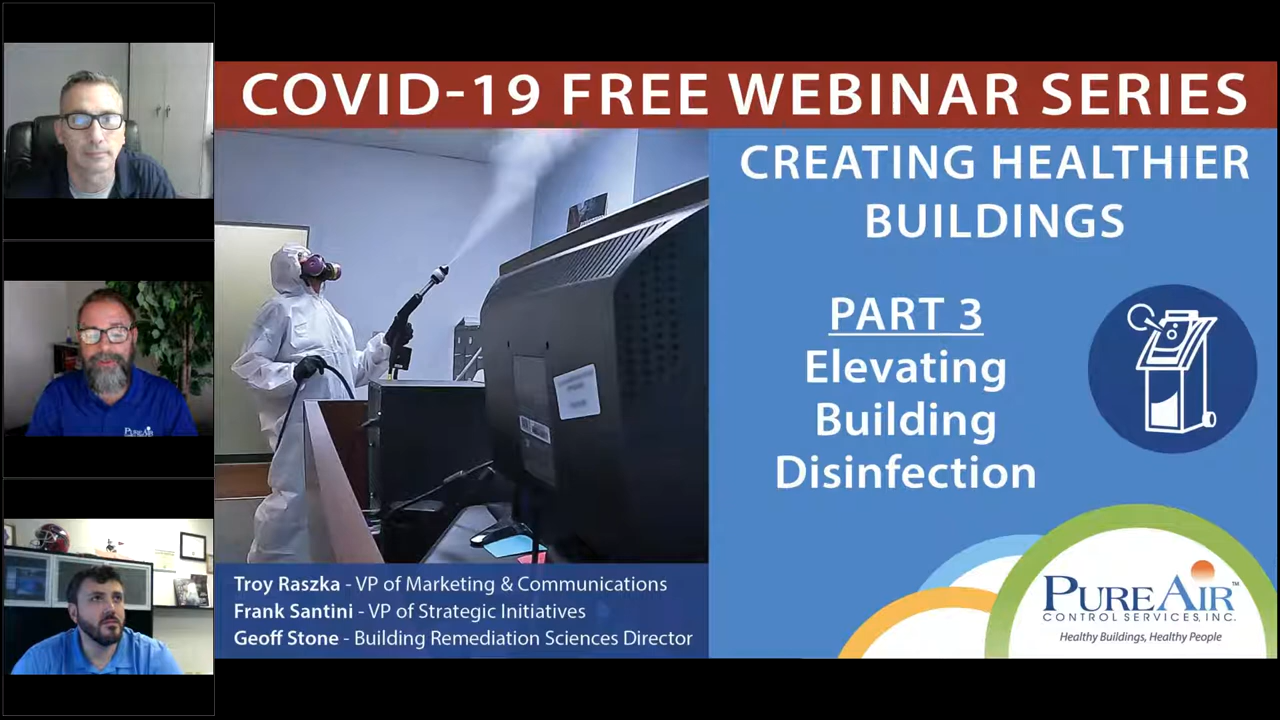 COVID-19 FREE WEBINAR SERIES
CREATING HEALTHIER
BUILDINGS
PART 3
Elevating
Building
Disinfection
Troy Raszka - VP of Marketing & Communications
Frank Santini - VP of Strategic Initiatives
Geoff Stone - Building Remediation Sciences Director
PUREAIR™
CONTROL SERVICES, INC.
Healthy Buildings, Healthy People
PUREAIR